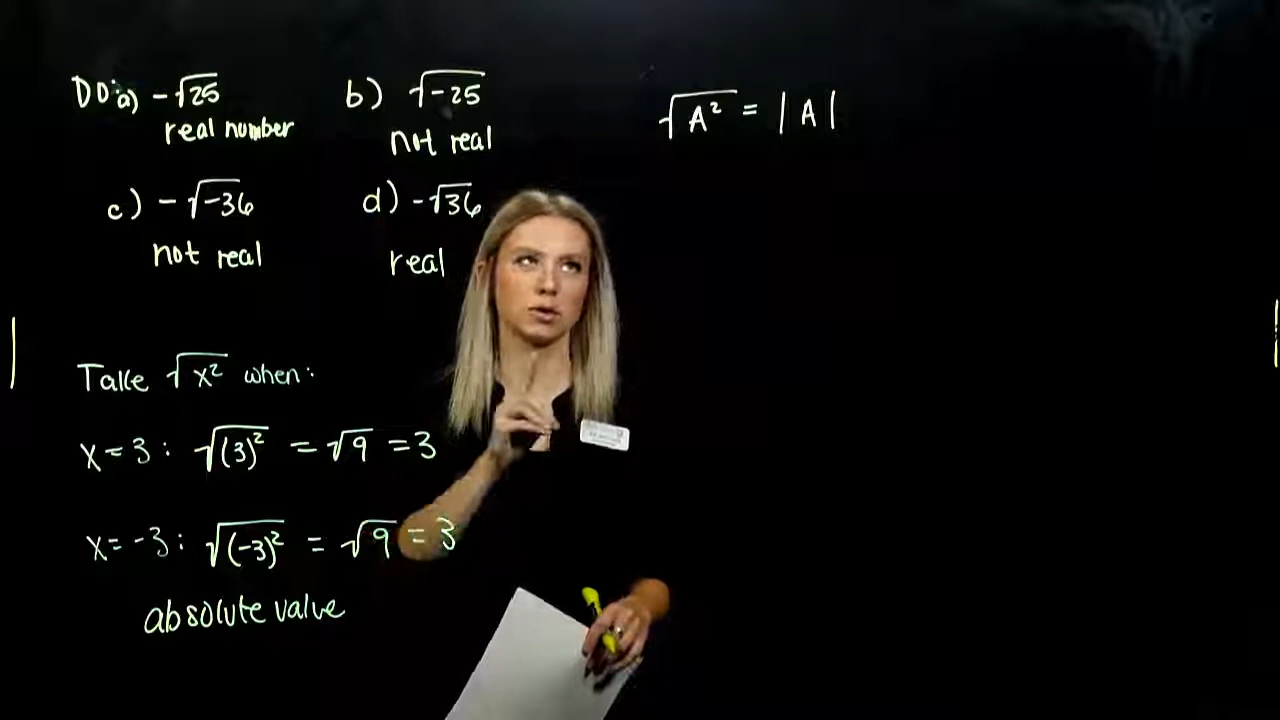 DO: a) -√25
real number
b) √-25
not real
c) -√-36
not real
d) -√36
real
Take √x² when:
x=3: √(3)² = √9 = 3
x=-3: √(-3)² = √9 = 3
absolute value
√A² = |A|